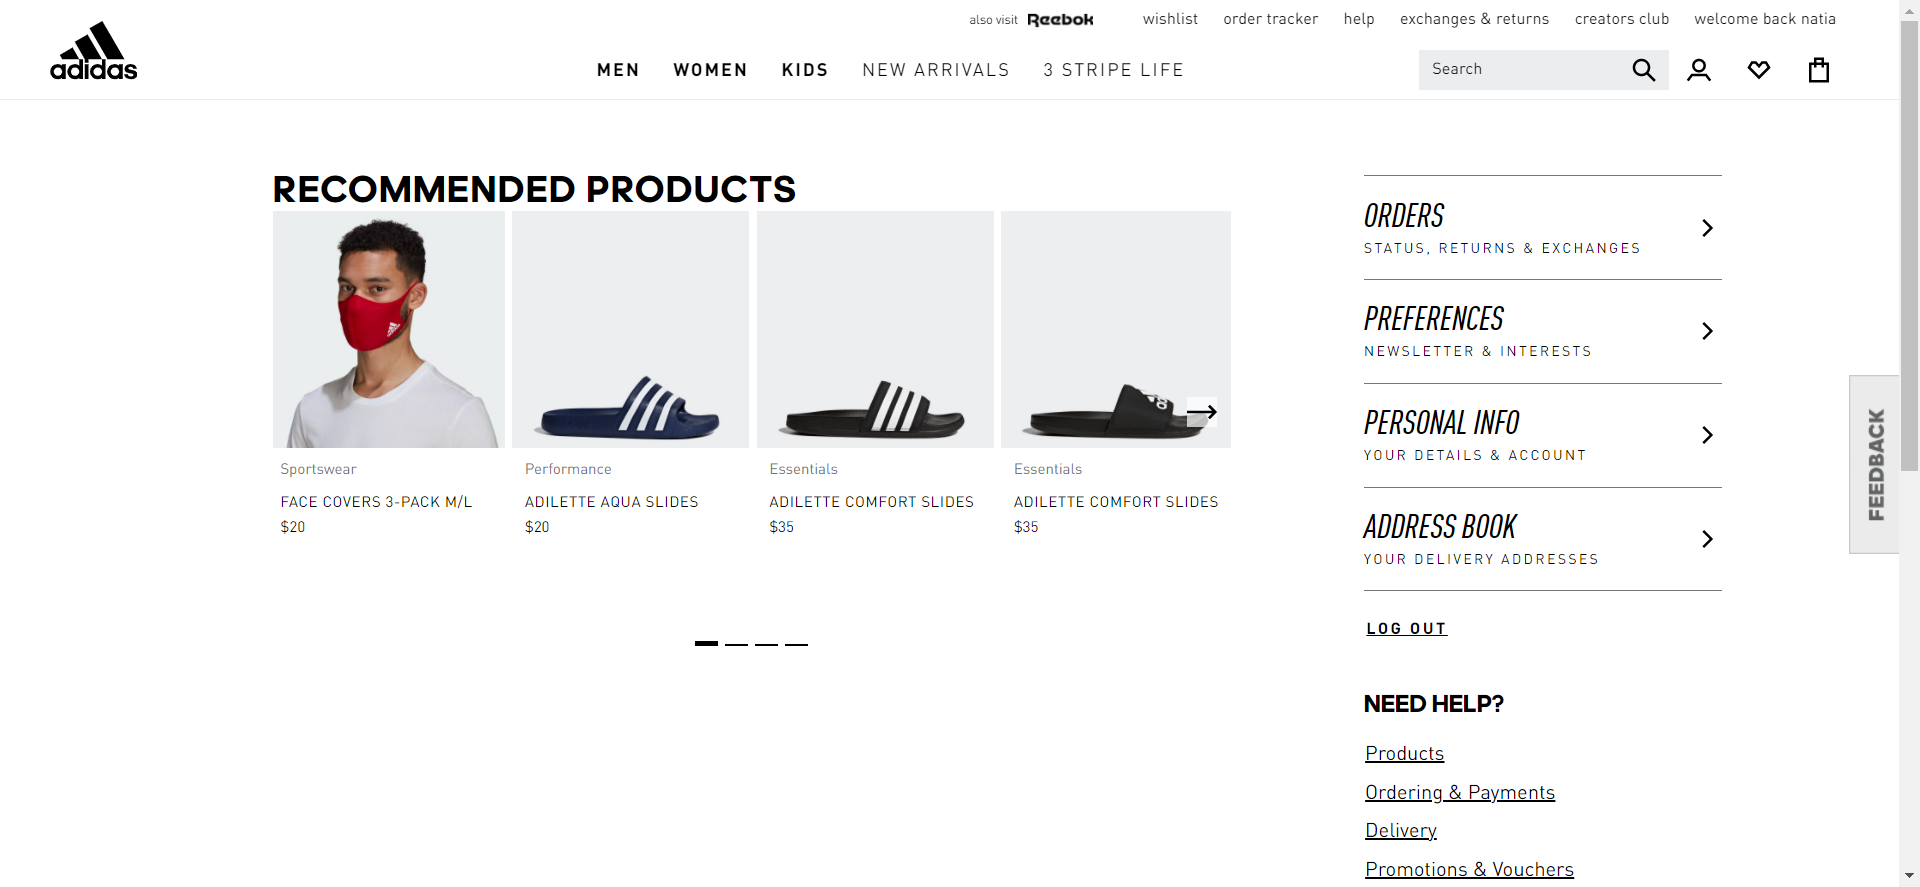 also visit Reebok wishlist order tracker help exchanges & returns creators club welcome back natia
adidas
MEN WOMEN KIDS NEW ARRIVALS 3 STRIPE LIFE
Search
RECOMMENDED PRODUCTS
Sportswear
FACE COVERS 3-PACK M/L
$20
Performance
ADILETTE AQUA SLIDES
$20
Essentials
ADILETTE COMFORT SLIDES
$35
Essentials
ADILETTE COMFORT SLIDES
$35
ORDERS
STATUS, RETURNS & EXCHANGES
PREFERENCES
NEWSLETTER & INTERESTS
PERSONAL INFO
YOUR DETAILS & ACCOUNT
ADDRESS BOOK
YOUR DELIVERY ADDRESSES
LOG OUT
NEED HELP?
Products
Ordering & Payments
Delivery
Promotions & Vouchers
FEEDBACK